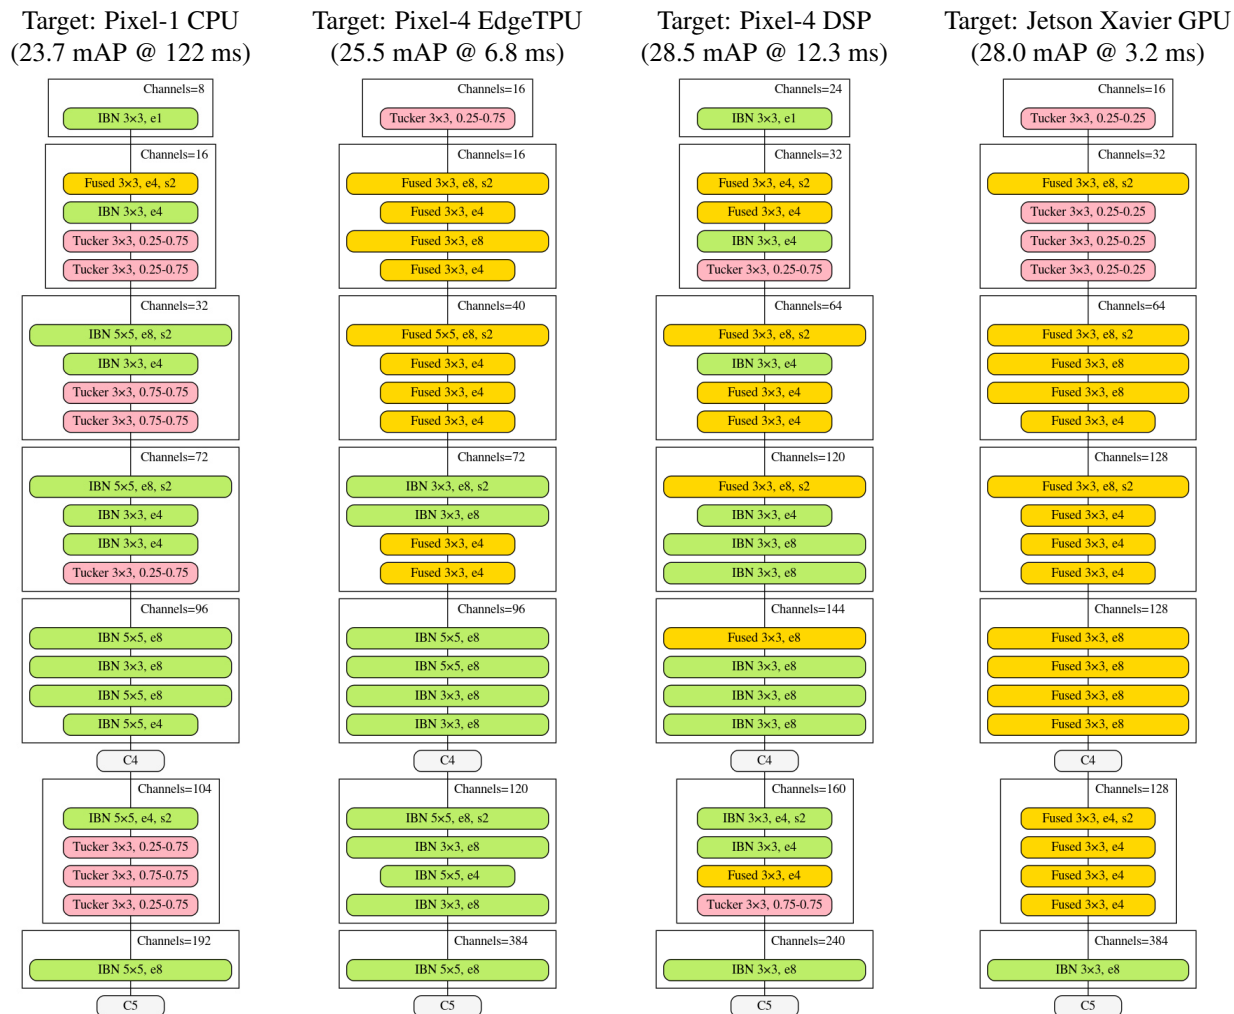 Target: Pixel-1 CPU
(23.7 mAP @ 122 ms)
Channels=8
IBN 3×3, e1
Channels=16
Fused 3×3, e4, s2
IBN 3×3, e4
Tucker 3×3, 0.25-0.75
Tucker 3×3, 0.25-0.75
Channels=32
IBN 5×5, e8, s2
IBN 3×3, e4
Tucker 3×3, 0.75-0.75
Tucker 3×3, 0.75-0.75
Channels=72
IBN 5×5, e8, s2
IBN 3×3, e4
IBN 3×3, e4
Tucker 3×3, 0.25-0.75
Channels=96
IBN 5×5, e8
IBN 3×3, e8
IBN 5×5, e8
IBN 5×5, e4
C4
Channels=104
IBN 5×5, e4, s2
Tucker 3×3, 0.25-0.75
Tucker 3×3, 0.75-0.75
Tucker 3×3, 0.25-0.75
Channels=192
IBN 5×5, e8
C5
Target: Pixel-4 EdgeTPU
(25.5 mAP @ 6.8 ms)
Channels=16
Tucker 3×3, 0.25-0.75
Channels=16
Fused 3×3, e8, s2
Fused 3×3, e4
Fused 3×3, e8
Fused 3×3, e4
Channels=40
Fused 5×5, e8, s2
Fused 3×3, e4
Fused 3×3, e4
Fused 3×3, e4
Channels=72
IBN 3×3, e8, s2
IBN 3×3, e8
Fused 3×3, e4
Fused 3×3, e4
Channels=96
IBN 5×5, e8
IBN 5×5, e8
IBN 3×3, e8
IBN 3×3, e8
C4
Channels=120
IBN 5×5, e8, s2
IBN 3×3, e8
IBN 5×5, e4
IBN 3×3, e8
Channels=384
IBN 5×5, e8
C5
Target: Pixel-4 DSP
(28.5 mAP @ 12.3 ms)
Channels=24
IBN 3×3, e1
Channels=32
Fused 3×3, e4, s2
Fused 3×3, e4
IBN 3×3, e4
Tucker 3×3, 0.25-0.75
Channels=64
Fused 3×3, e8, s2
IBN 3×3, e4
Fused 3×3, e4
Fused 3×3, e4
Channels=120
Fused 3×3, e8, s2
IBN 3×3, e4
IBN 3×3, e8
IBN 3×3, e8
Channels=144
Fused 3×3, e8
IBN 3×3, e8
IBN 3×3, e8
IBN 3×3, e8
C4
Channels=160
IBN 3×3, e4, s2
IBN 3×3, e4
Fused 3×3, e4
Tucker 3×3, 0.75-0.75
Channels=240
IBN 3×3, e8
C5
Target: Jetson Xavier GPU
(28.0 mAP @ 3.2 ms)
Channels=16
Tucker 3×3, 0.25-0.25
Channels=32
Fused 3×3, e8, s2
Tucker 3×3, 0.25-0.25
Tucker 3×3, 0.25-0.25
Tucker 3×3, 0.25-0.25
Channels=64
Fused 3×3, e8, s2
Fused 3×3, e8
Fused 3×3, e8
Fused 3×3, e4
Channels=128
Fused 3×3, e8, s2
Fused 3×3, e4
Fused 3×3, e4
Fused 3×3, e4
Channels=128
Fused 3×3, e8
Fused 3×3, e8
Fused 3×3, e8
Fused 3×3, e8
C4
Channels=128
Fused 3×3, e4, s2
Fused 3×3, e4
Fused 3×3, e4
Fused 3×3, e4
Channels=384
IBN 3×3, e8
C5